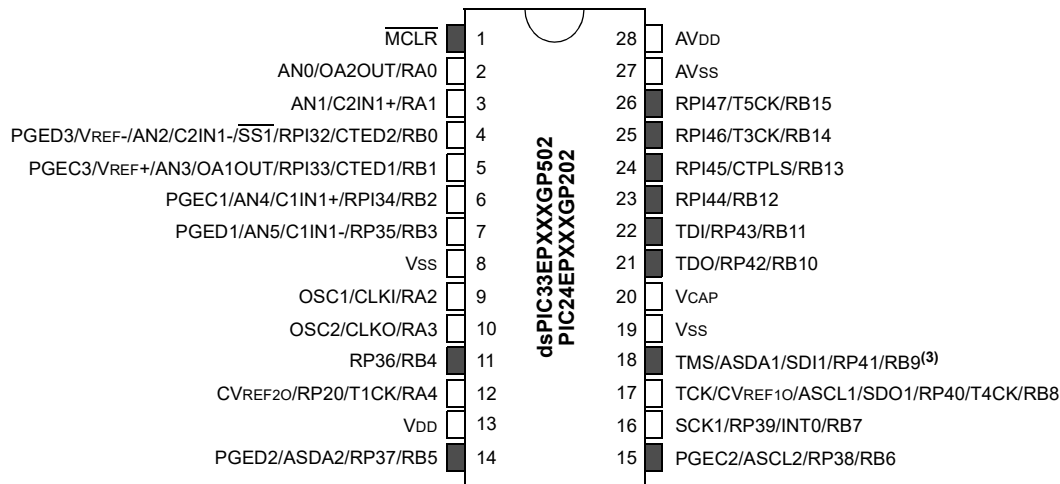 MCLR 1
AN0/OA2OUT/RA0 2
AN1/C2IN1+/RA1 3
PGED3/VREF-/AN2/C2IN1-/SS1/RPI32/CTED2/RB0 4
PGEC3/VREF+/AN3/OA1OUT/RPI33/CTED1/RB1 5
PGEC1/AN4/C1IN1+/RPI34/RB2 6
PGED1/AN5/C1IN1-/RP35/RB3 7
VSS 8
OSC1/CLKI/RA2 9
OSC2/CLKO/RA3 10
RP36/RB4 11
CVREF2O/RP20/T1CK/RA4 12
VDD 13
PGED2/ASDA2/RP37/RB5 14
dsPIC33EPXXXGP502
PIC24EPXXXGP202
28 AVDD
27 AVSS
26 RPI47/T5CK/RB15
25 RPI46/T3CK/RB14
24 RPI45/CTPLS/RB13
23 RPI44/RB12
22 TDI/RP43/RB11
21 TDO/RP42/RB10
20 VCAP
19 VSS
18 TMS/ASDA1/SDI1/RP41/RB9(3)
17 TCK/CVREF1O/ASCL1/SDO1/RP40/T4CK/RB8
16 SCK1/RP39/INT0/RB7
15 PGEC2/ASCL2/RP38/RB6